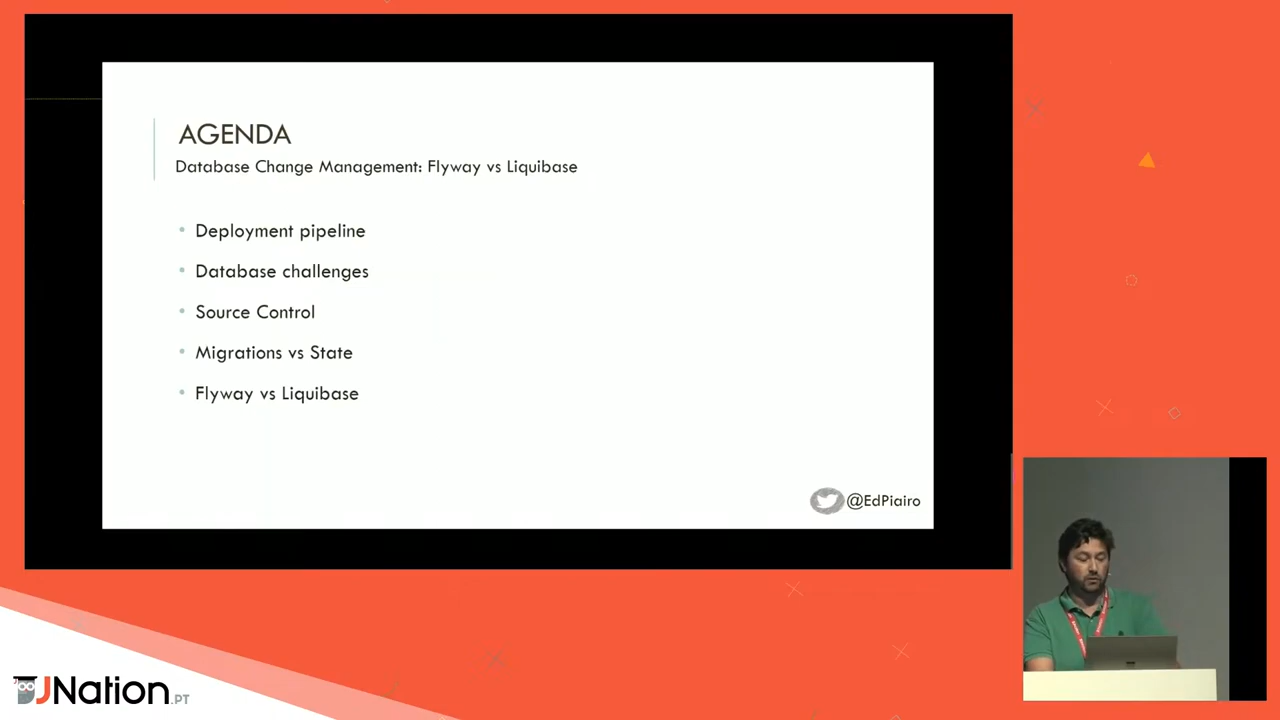 AGENDA
Database Change Management: Flyway vs Liquibase
• Deployment pipeline
• Database challenges
• Source Control
• Migrations vs State
• Flyway vs Liquibase
@EdPiairo
JNation.PT